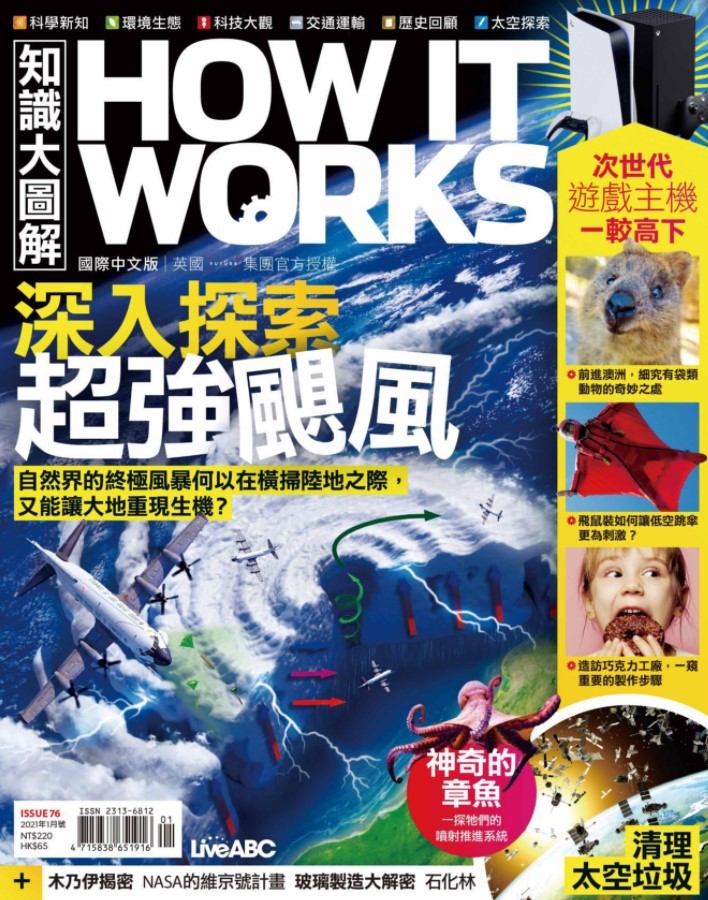 科學新知 環境生態 科技大觀 交通運輸 歷史回顧 太空探索
知識大圖解
HOW IT
WORKS
TM
國際中文版 | 英國 FUTURE 集團官方授權
次世代
遊戲主機
一較高下
深入探索
超強颶風
自然界的終極風暴何以在橫掃陸地之際，
又能讓大地重現生機？
前進澳洲，細究有袋類
動物的奇妙之處
飛鼠裝如何讓低空跳傘
更為刺激？
造訪巧克力工廠，一窺
重要的製作步驟
神奇的
章魚
一探牠們的
噴射推進系統
清理
太空垃圾
ISSUE 76
2021年1月號
NT$220
HK$65
ISSN 2313-6812
01
4 715838 651916
LiveABC
+ 木乃伊揭密 NASA的維京號計畫 玻璃製造大解密 石化林